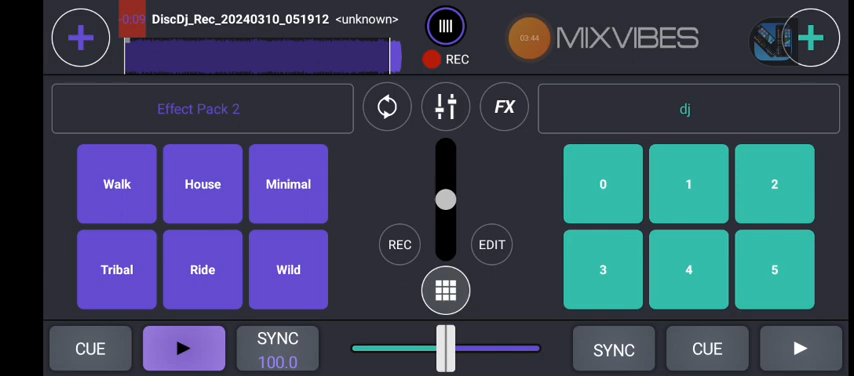 -0:09 DiscDj_Rec_20240310_051912 <unknown>
REC
03:44
MIXVIBES
Effect Pack 2
FX
dj
Walk House Minimal
0 1 2
REC EDIT
Tribal Ride Wild
3 4 5
CUE
SYNC
100.0
SYNC CUE